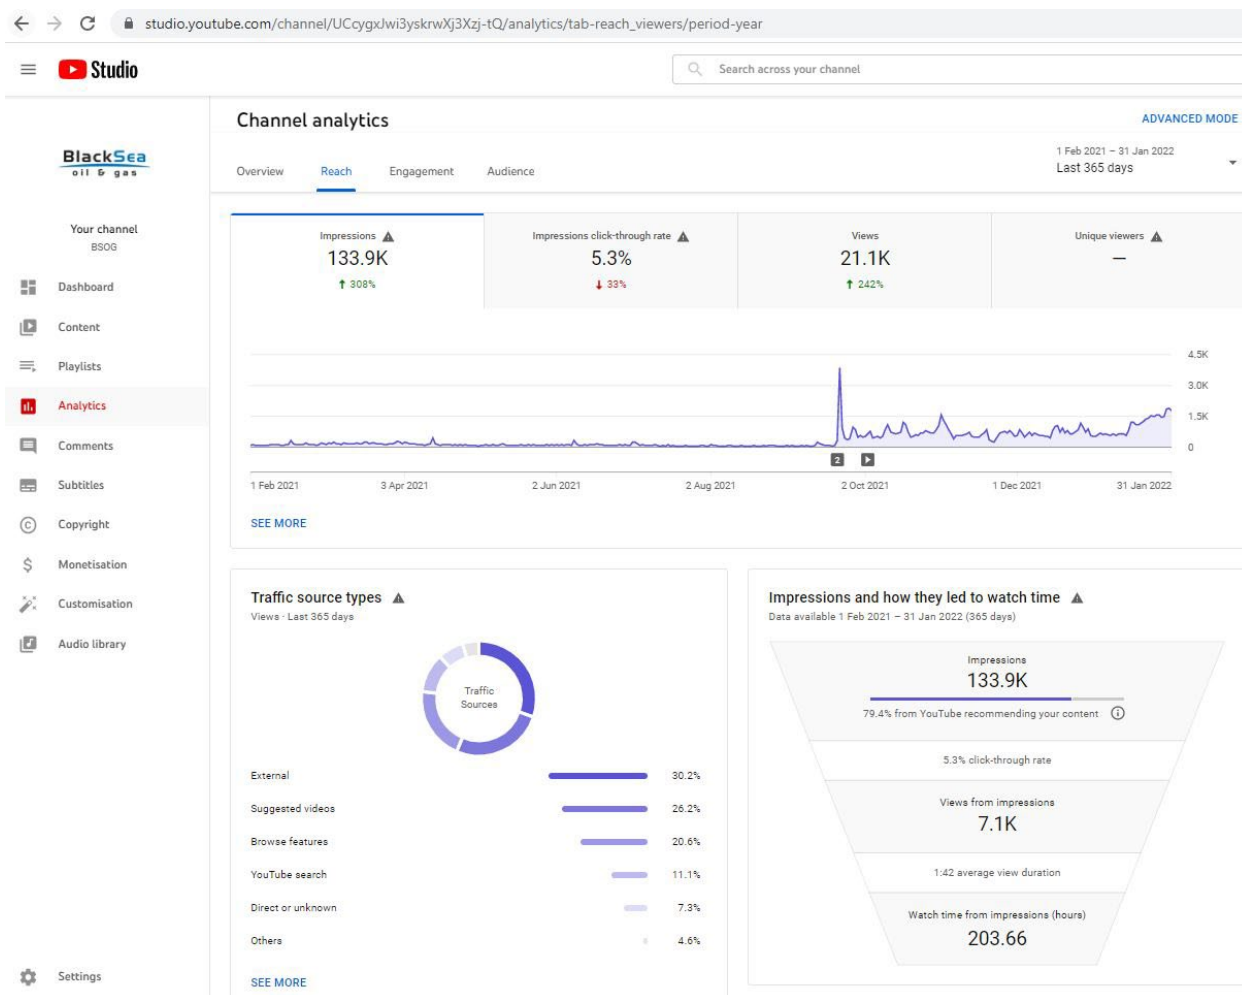 studio.youtube.com/channel/UCcygxJwi3yskrwXj3Xzj-tQ/analytics/tab-reach_viewers/period-year
Studio
Search across your channel
BlackSea
oil & gas
Your channel
BSOG
Dashboard
Content
Playlists
Analytics
Comments
Subtitles
Copyright
Monetisation
Customisation
Audio library
Settings
Channel analytics
ADVANCED MODE
Overview Reach Engagement Audience
1 Feb 2021 – 31 Jan 2022
Last 365 days
Impressions
133.9K
308%
Impressions click-through rate
5.3%
33%
Views
21.1K
242%
Unique viewers
—
4.5K
3.0K
1.5K
0
2
1 Feb 2021 3 Apr 2021 2 Jun 2021 2 Aug 2021 2 Oct 2021 1 Dec 2021 31 Jan 2022
SEE MORE
Traffic source types
Views · Last 365 days
Traffic
Sources
External 30.2%
Suggested videos 26.2%
Browse features 20.6%
YouTube search 11.1%
Direct or unknown 7.3%
Others 4.6%
SEE MORE
Impressions and how they led to watch time
Data available 1 Feb 2021 – 31 Jan 2022 (365 days)
Impressions
133.9K
79.4% from YouTube recommending your content
5.3% click-through rate
Views from impressions
7.1K
1:42 average view duration
Watch time from impressions (hours)
203.66